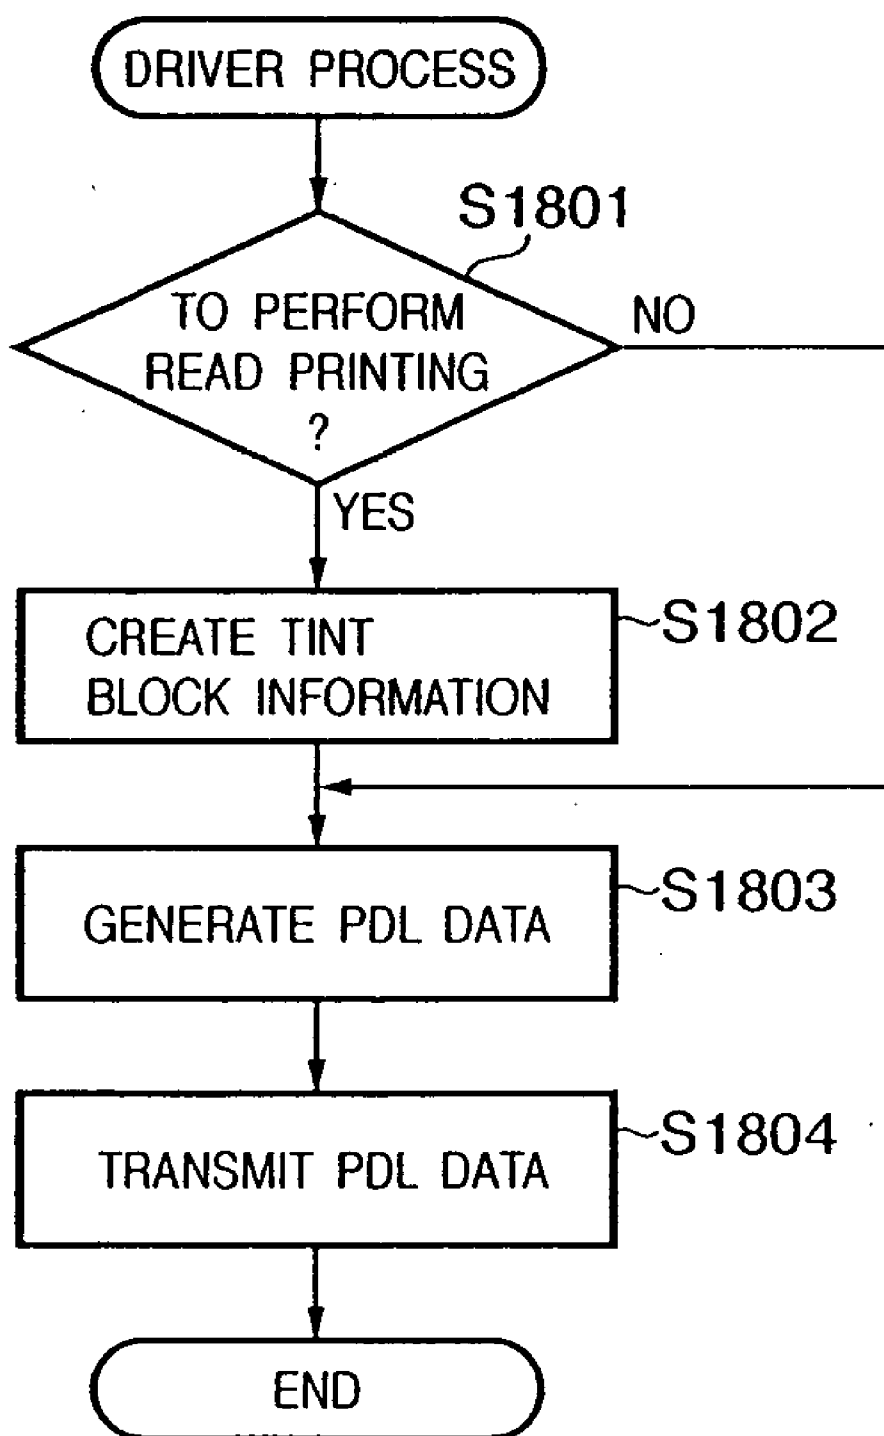 DRIVER PROCESS
S1801
TO PERFORM
READ PRINTING
?
NO
YES
CREATE TINT
BLOCK INFORMATION
S1802
GENERATE PDL DATA
S1803
TRANSMIT PDL DATA
S1804
END